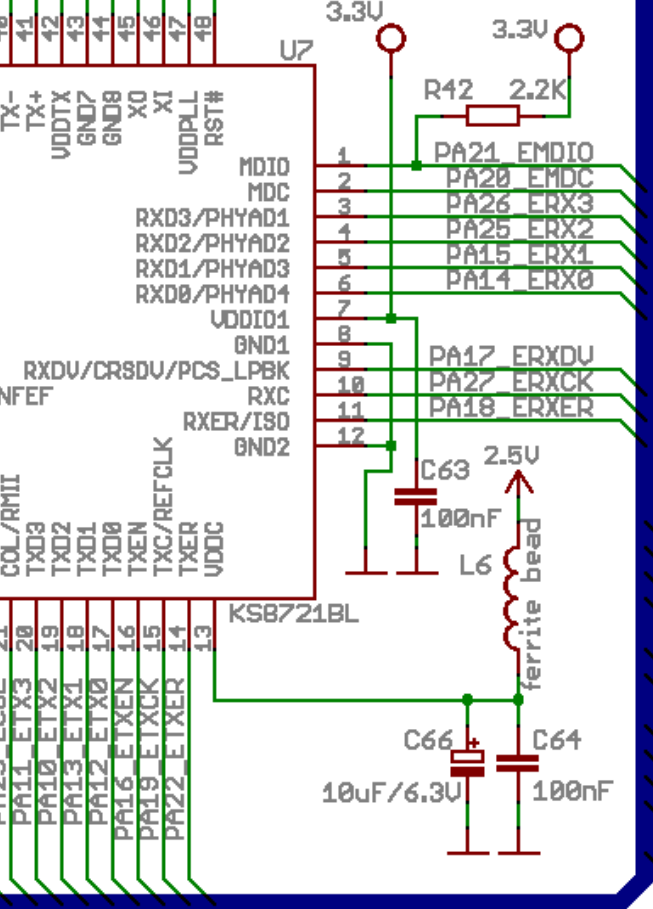 3.3V
3.3V
41
42
43
44
45
46
47
48
U7
R42
2.2K
TX-
TX+
VDDTX
GND7
GND8
XO
XI
VDDPLL
RST#
MDIO 1 PA21_EMDIO
MDC 2 PA20_EMDC
RXD3/PHYAD1 3 PA26_ERX3
RXD2/PHYAD2 4 PA25_ERX2
RXD1/PHYAD3 5 PA15_ERX1
RXD0/PHYAD4 6 PA14_ERX0
VDDIO1 7
GND1 8
RXDV/CRSDV/PCS_LPBK 9 PA17_ERXDV
NFEF
RXC 10 PA27_ERXCK
RXER/ISO 11 PA18_ERXER
GND2 12
C63
100nF
2.5V
L6
ferrite bead
COL/RMII
TXD3
TXD2
TXD1
TXD0
TXEN
TXC/REFCLK
TXER
VDDC
KS8721BL
21
20
19
18
17
16
15
14
13
PA11_ETX3
PA10_ETX2
PA13_ETX1
PA12_ETX0
PA16_ETXEN
PA19_ETXCK
PA22_ETXER
C66
+
10uF/6.3V
C64
100nF